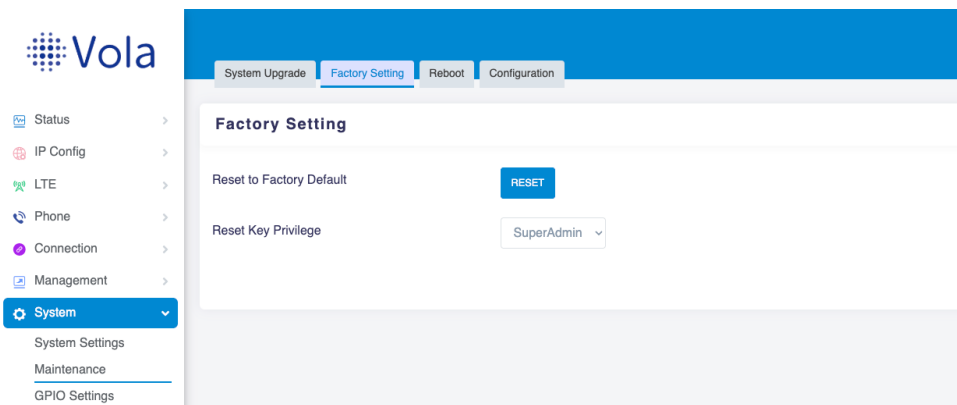 Vola
System Upgrade
Factory Setting
Reboot
Configuration
Status
IP Config
LTE
Phone
Connection
Management
System
System Settings
Maintenance
GPIO Settings
Factory Setting
Reset to Factory Default
RESET
Reset Key Privilege
SuperAdmin